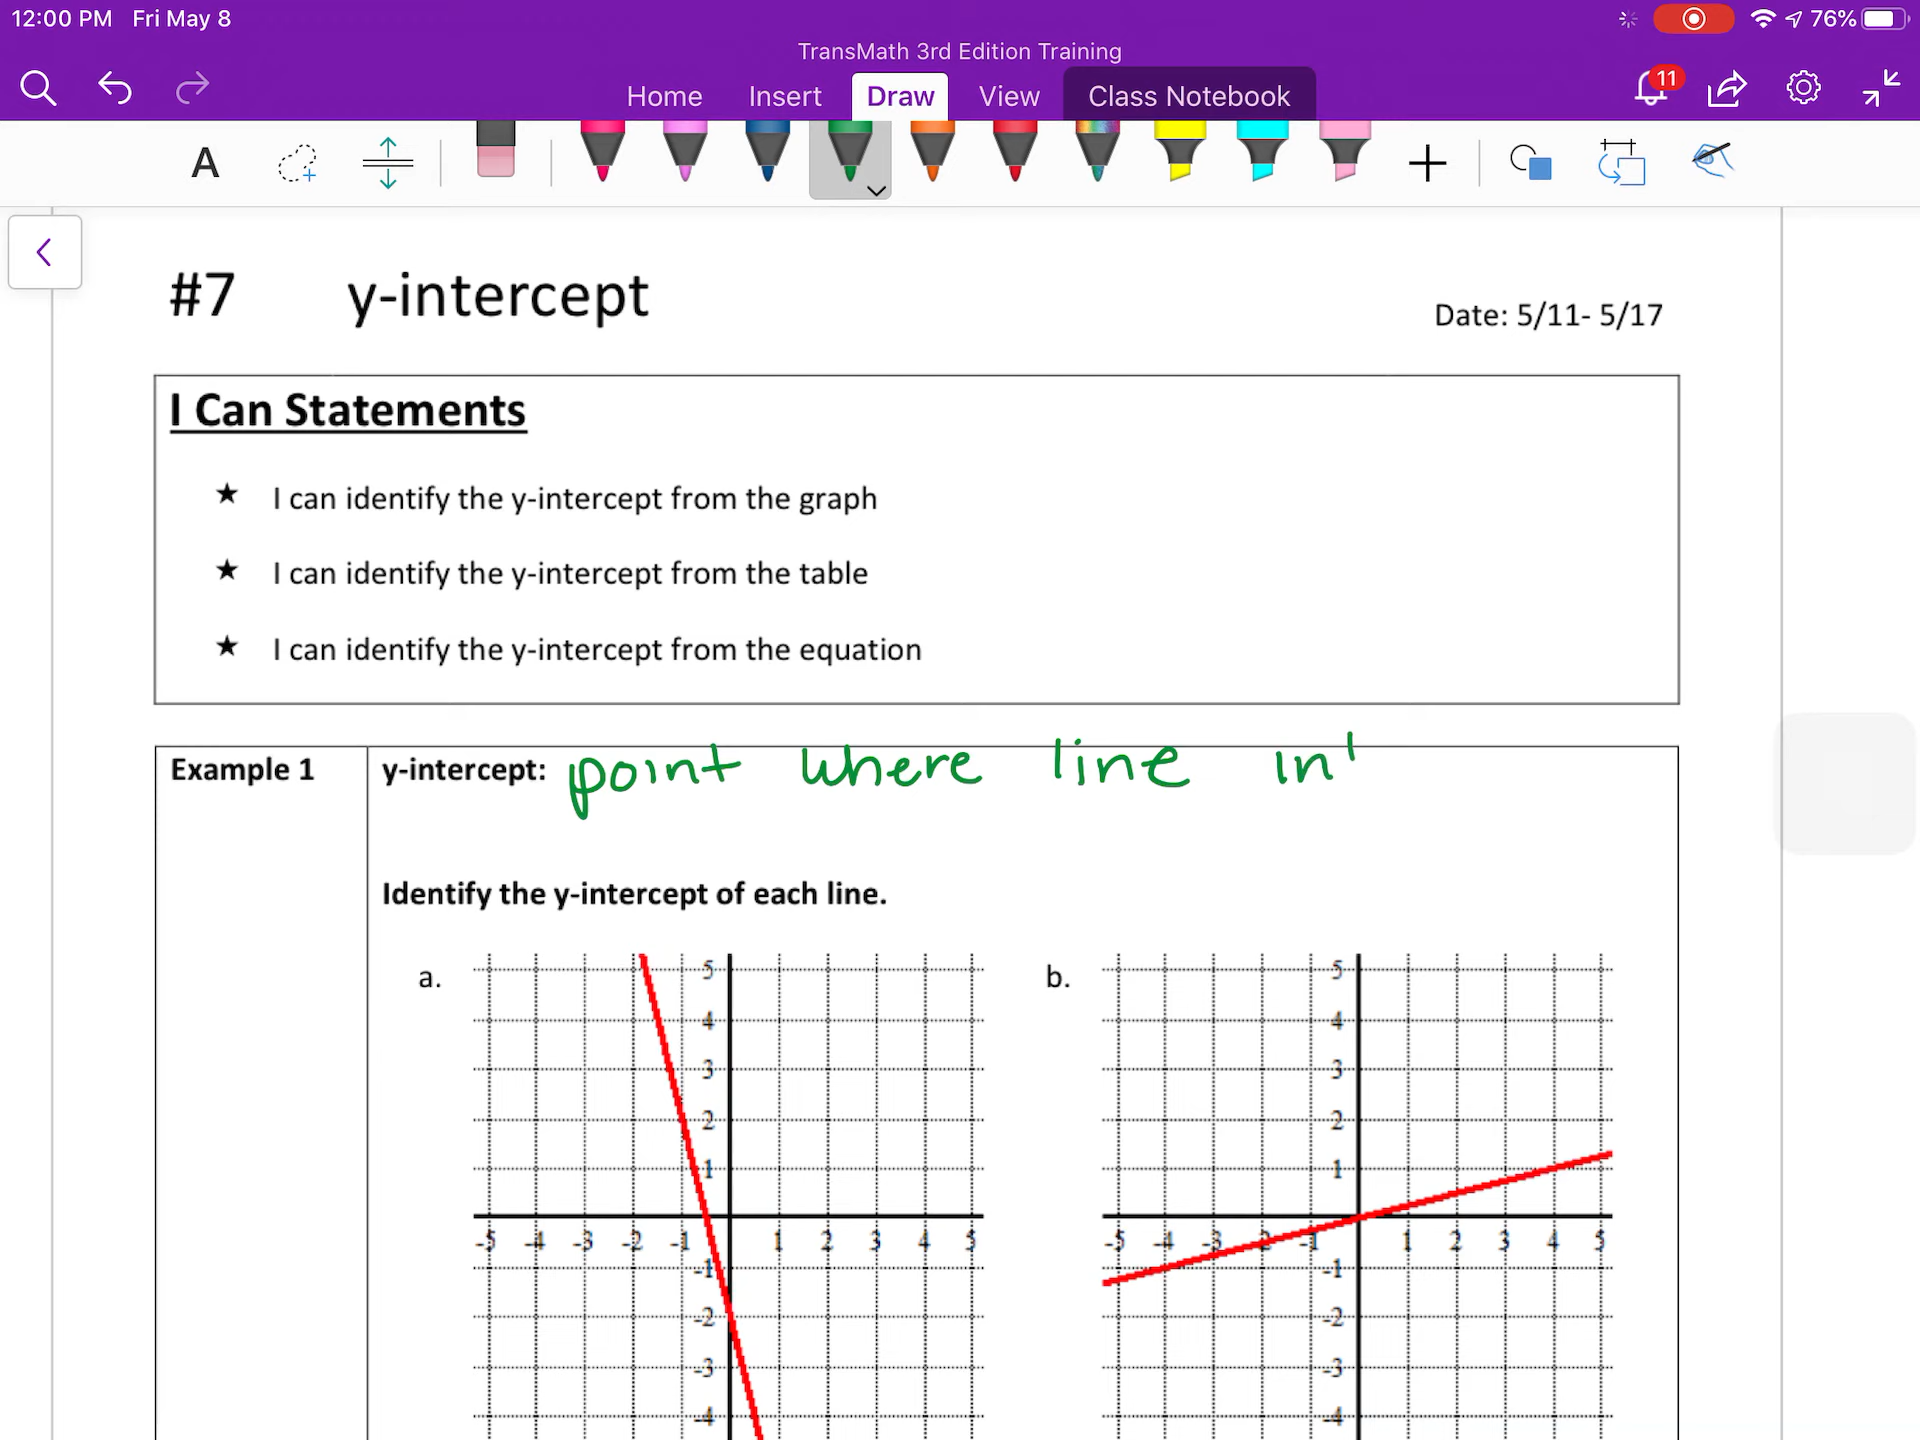 12:00 PM Fri May 8
76%
TransMath 3rd Edition Training
Home Insert Draw View Class Notebook
11
A
#7 y-intercept
Date: 5/11- 5/17
I Can Statements
★ I can identify the y-intercept from the graph
★ I can identify the y-intercept from the table
★ I can identify the y-intercept from the equation
Example 1
y-intercept: point where line in
Identify the y-intercept of each line.
a.
5
4
3
2
1
-5 -4 -3 -2 -1 1 2 3 4 5
-1
-2
-3
-4
b.
5
4
3
2
1
-5 -4 -3 -2 -1 1 2 3 4 5
-1
-2
-3
-4